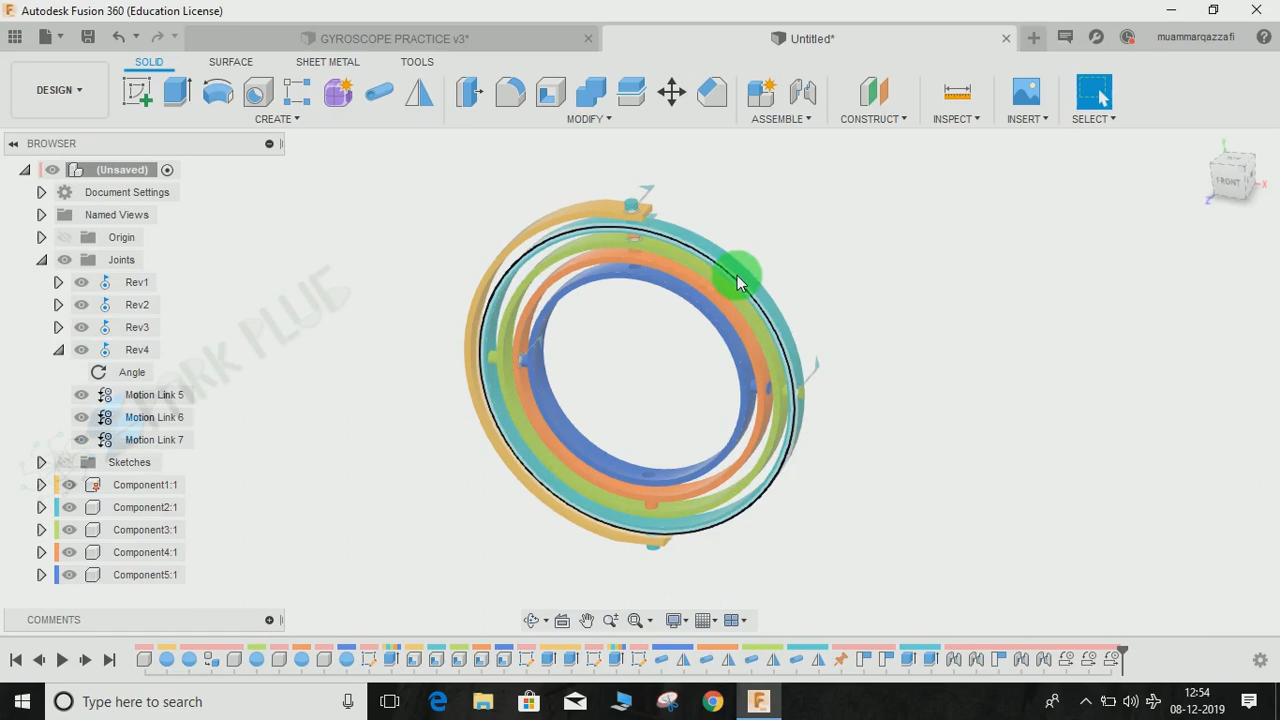 Autodesk Fusion 360 (Education License)
GYROSCOPE PRACTICE v3*
Untitled*
muammarqazzafi
SOLID
SURFACE
SHEET METAL
TOOLS
DESIGN
CREATE
MODIFY
ASSEMBLE
CONSTRUCT
INSPECT
INSERT
SELECT
BROWSER
(Unsaved)
Document Settings
Named Views
Origin
Joints
Rev1
Rev2
Rev3
Rev4
Angle
Motion Link 5
Motion Link 6
Motion Link 7
Sketches
Component1:1
Component2:1
Component3:1
Component4:1
Component5:1
FRONT
X
Y
Z
COMMENTS
Type here to search
12:54
08-12-2019